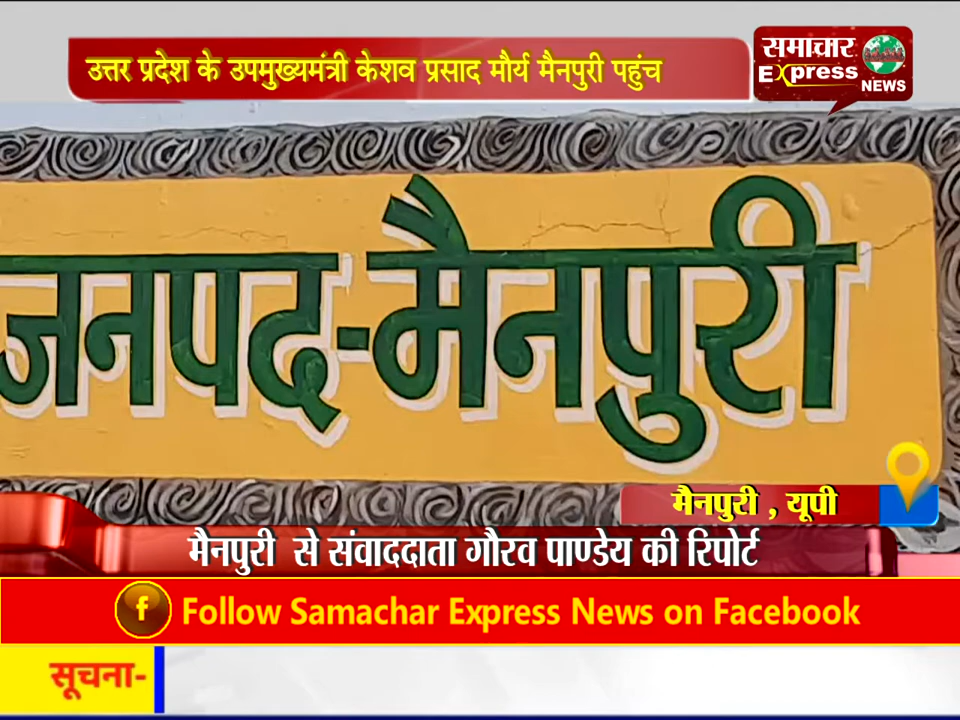 उत्तर प्रदेश के उपमुख्यमंत्री केशव प्रसाद मौर्य मैनपुरी पहुंच
समाचार
Express
NEWS
जनपद-मैनपुरी
मैनपुरी , यूपी
मैनपुरी से संवाददाता गौरव पाण्डेय की रिपोर्ट
f Follow Samachar Express News on Facebook
सूचना-